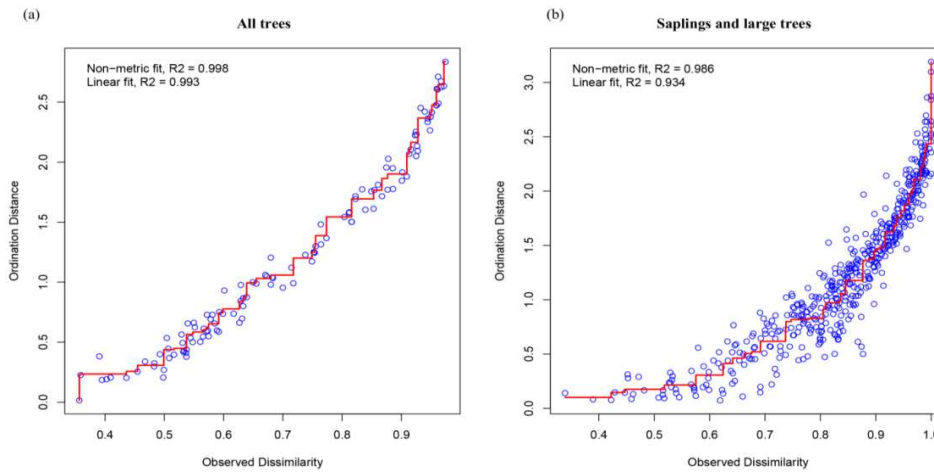 (a)
All trees
Non-metric fit, R2 = 0.998
Linear fit, R2 = 0.993
Ordination Distance
2.5
2.0
1.5
1.0
0.5
0.0
0.4 0.5 0.6 0.7 0.8 0.9
Observed Dissimilarity
(b)
Saplings and large trees
Non-metric fit, R2 = 0.986
Linear fit, R2 = 0.934
Ordination Distance
3.0
2.5
2.0
1.5
1.0
0.5
0.0
0.4 0.5 0.6 0.7 0.8 0.9 1.0
Observed Dissimilarity